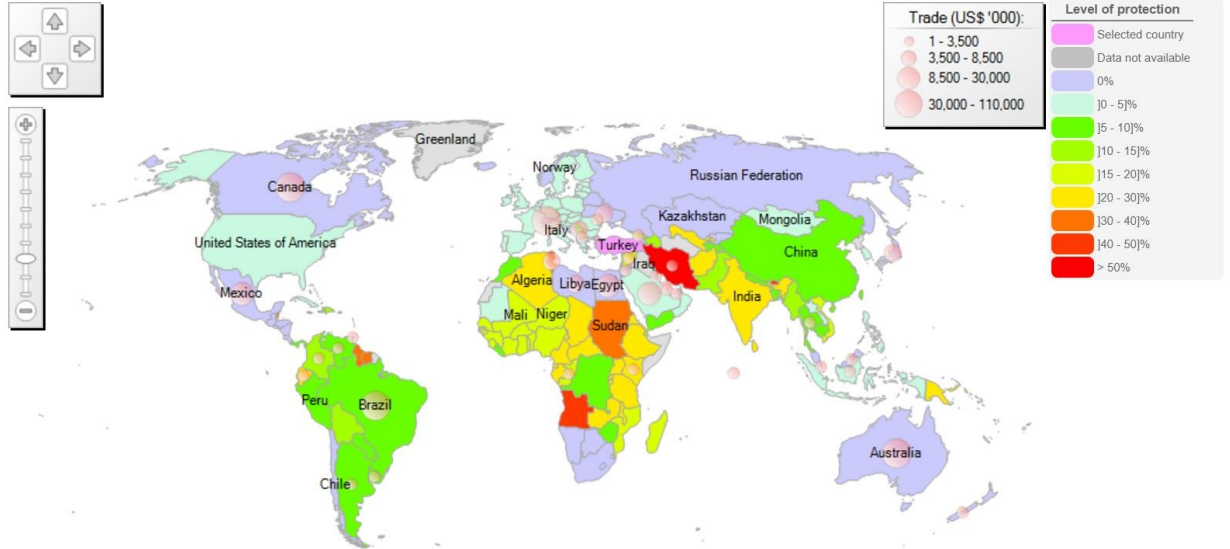 Trade (US$ '000):
1 - 3,500
3,500 - 8,500
8,500 - 30,000
30,000 - 110,000
Level of protection
Selected country
Data not available
0%
]0 - 5]%
]5 - 10]%
]10 - 15]%
]15 - 20]%
]20 - 30]%
]30 - 40]%
]40 - 50]%
> 50%
Greenland
Norway
Canada
Russian Federation
Kazakhstan
Mongolia
Italy
United States of America
Turkey
China
Iraq
Algeria
Libya
Egypt
Mexico
India
Mali
Niger
Sudan
Peru
Brazil
Australia
Chile